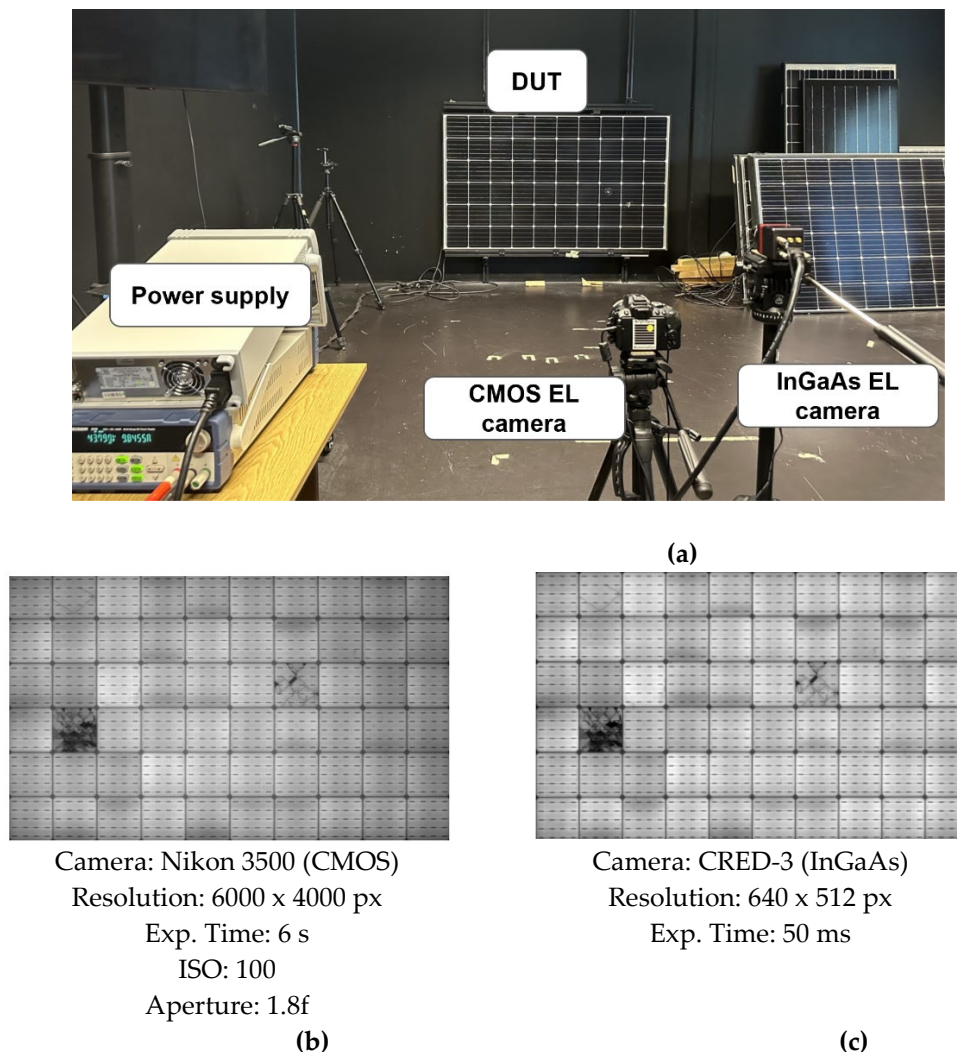 DUT
Power supply
CMOS EL
camera
InGaAs EL
camera
(a)
Camera: Nikon 3500 (CMOS)
Resolution: 6000 x 4000 px
Exp. Time: 6 s
ISO: 100
Aperture: 1.8f
(b)
Camera: CRED-3 (InGaAs)
Resolution: 640 x 512 px
Exp. Time: 50 ms
(c)